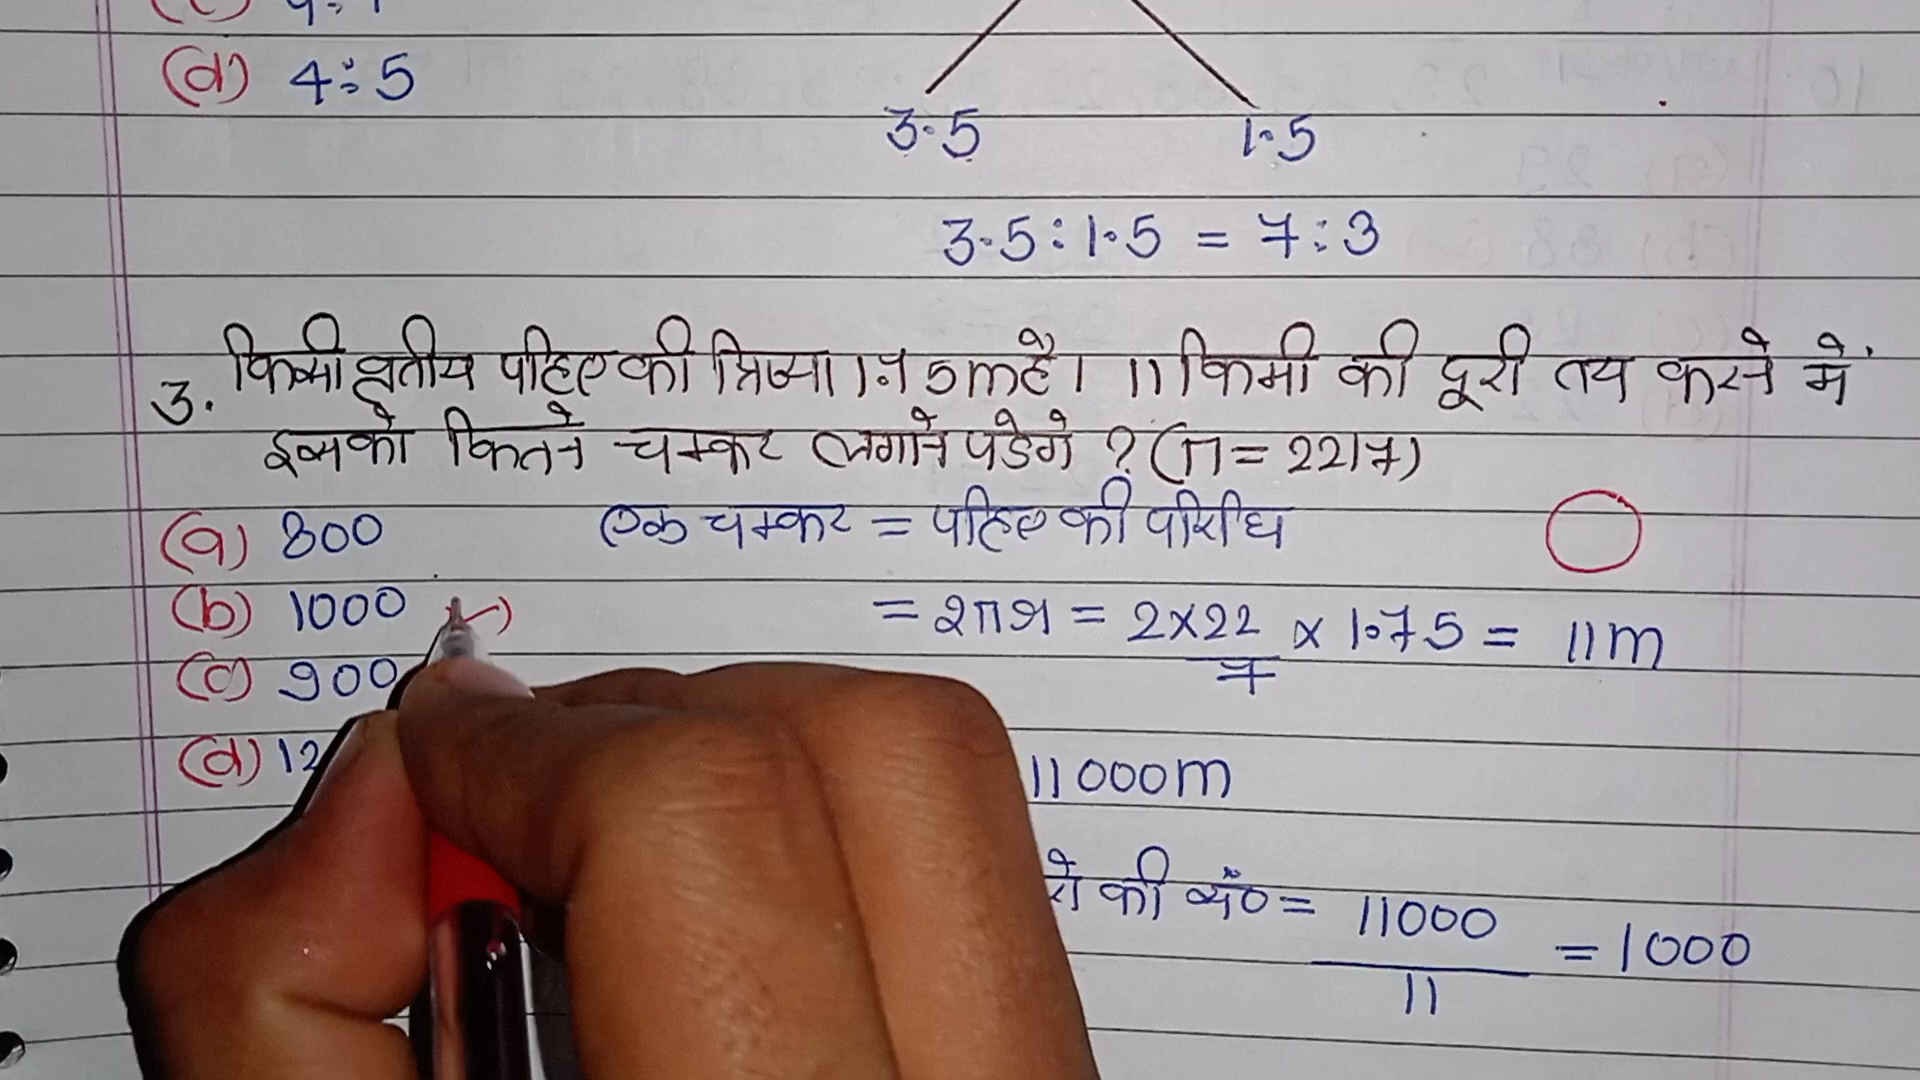 (d) 4:5
3.5 1.5
3.5:1.5 = 7:3
3. किसी वृतीय पहिए की त्रिज्या 1.75m है। 11 किमी की दूरी तय करने में
इसको कितने चक्कर लगाने पडेगे ? (π = 22/7)
(a) 800 एक चक्कर = पहिए की परिधि
(b) 1000 = 2πr = 2×22/7 × 1.75 = 11m
(c) 900
(d) 12 11000m
की सं0 = 11000/11 = 1000